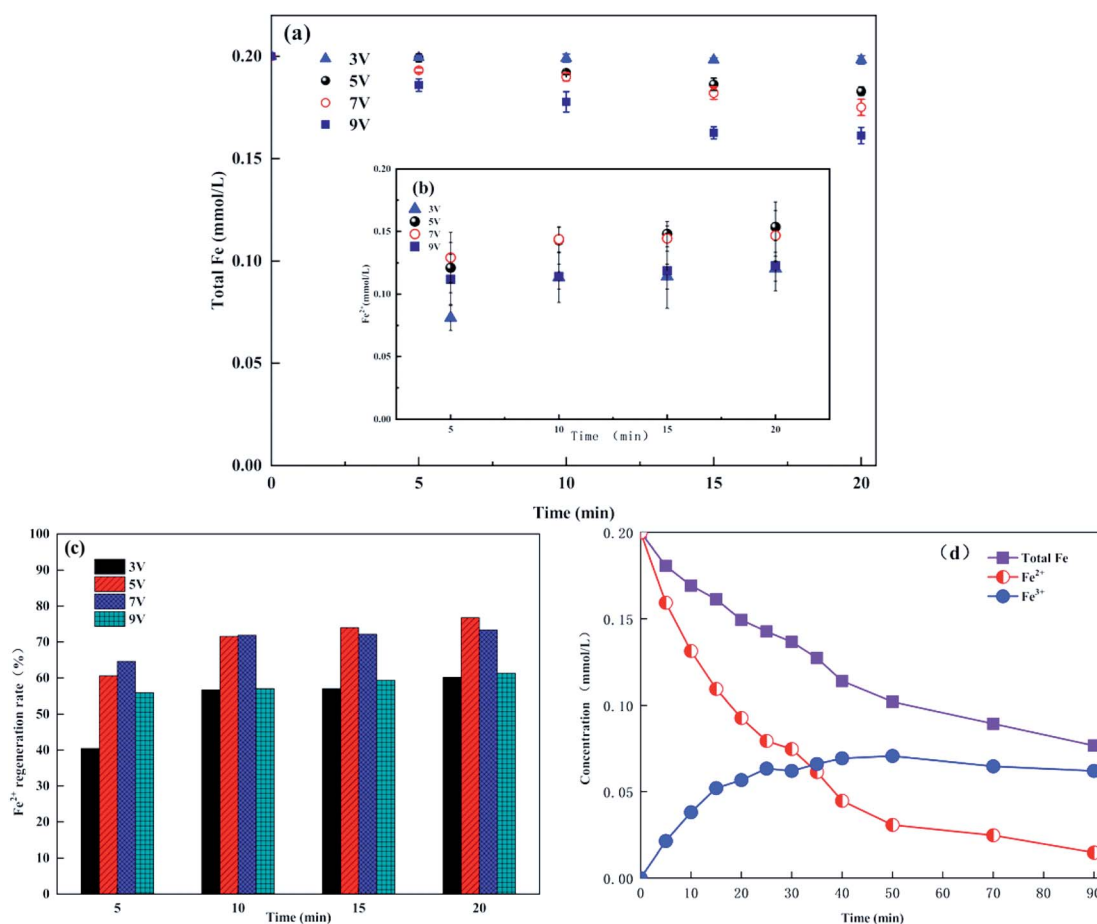 (a)
3V
5V
7V
9V
0.20
0.15
0.10
0.05
0.00
Total Fe (mmol/L)
0 5 10 15 20
Time (min)
(b)
3V
5V
7V
9V
0.20
0.15
0.10
0.05
0.00
Fe²⁺(mmol/L)
5 10 15 20
Time （min）
(c)
3V
5V
7V
9V
100
90
80
70
60
50
40
30
20
10
0
Fe²⁺ regeneration rate（%）
5 10 15 20
Time (min)
（d）
Total Fe
Fe²⁺
Fe³⁺
0.20
0.15
0.10
0.05
0.00
Concentration （mmol/L）
0 10 20 30 40 50 60 70 80 90
Time (min)